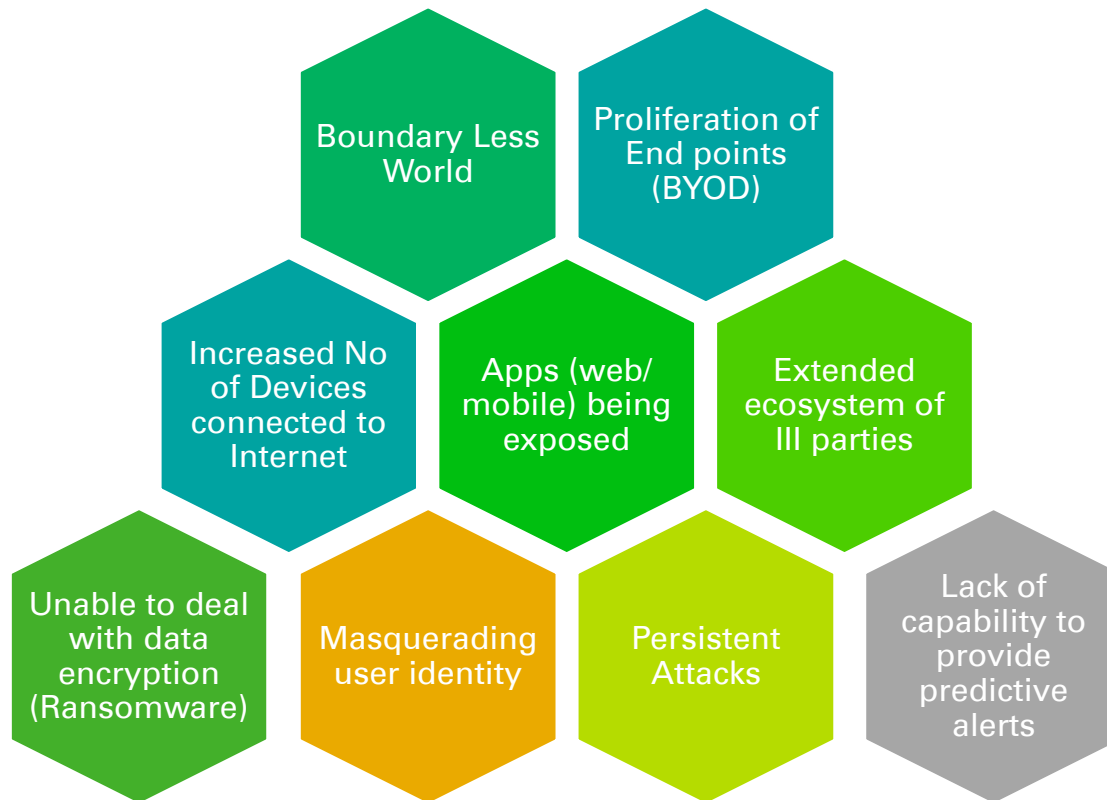 Boundary Less
World
Proliferation of
End points
(BYOD)
Increased No
of Devices
connected to
Internet
Apps (web/
mobile) being
exposed
Extended
ecosystem of
III parties
Unable to deal
with data
encryption
(Ransomware)
Masquerading
user identity
Persistent
Attacks
Lack of
capability to
provide
predictive
alerts